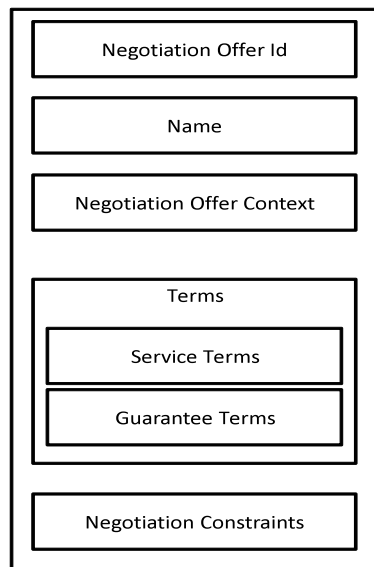 Negotiation Offer Id
Name
Negotiation Offer Context
Terms
Service Terms
Guarantee Terms
Negotiation Constraints